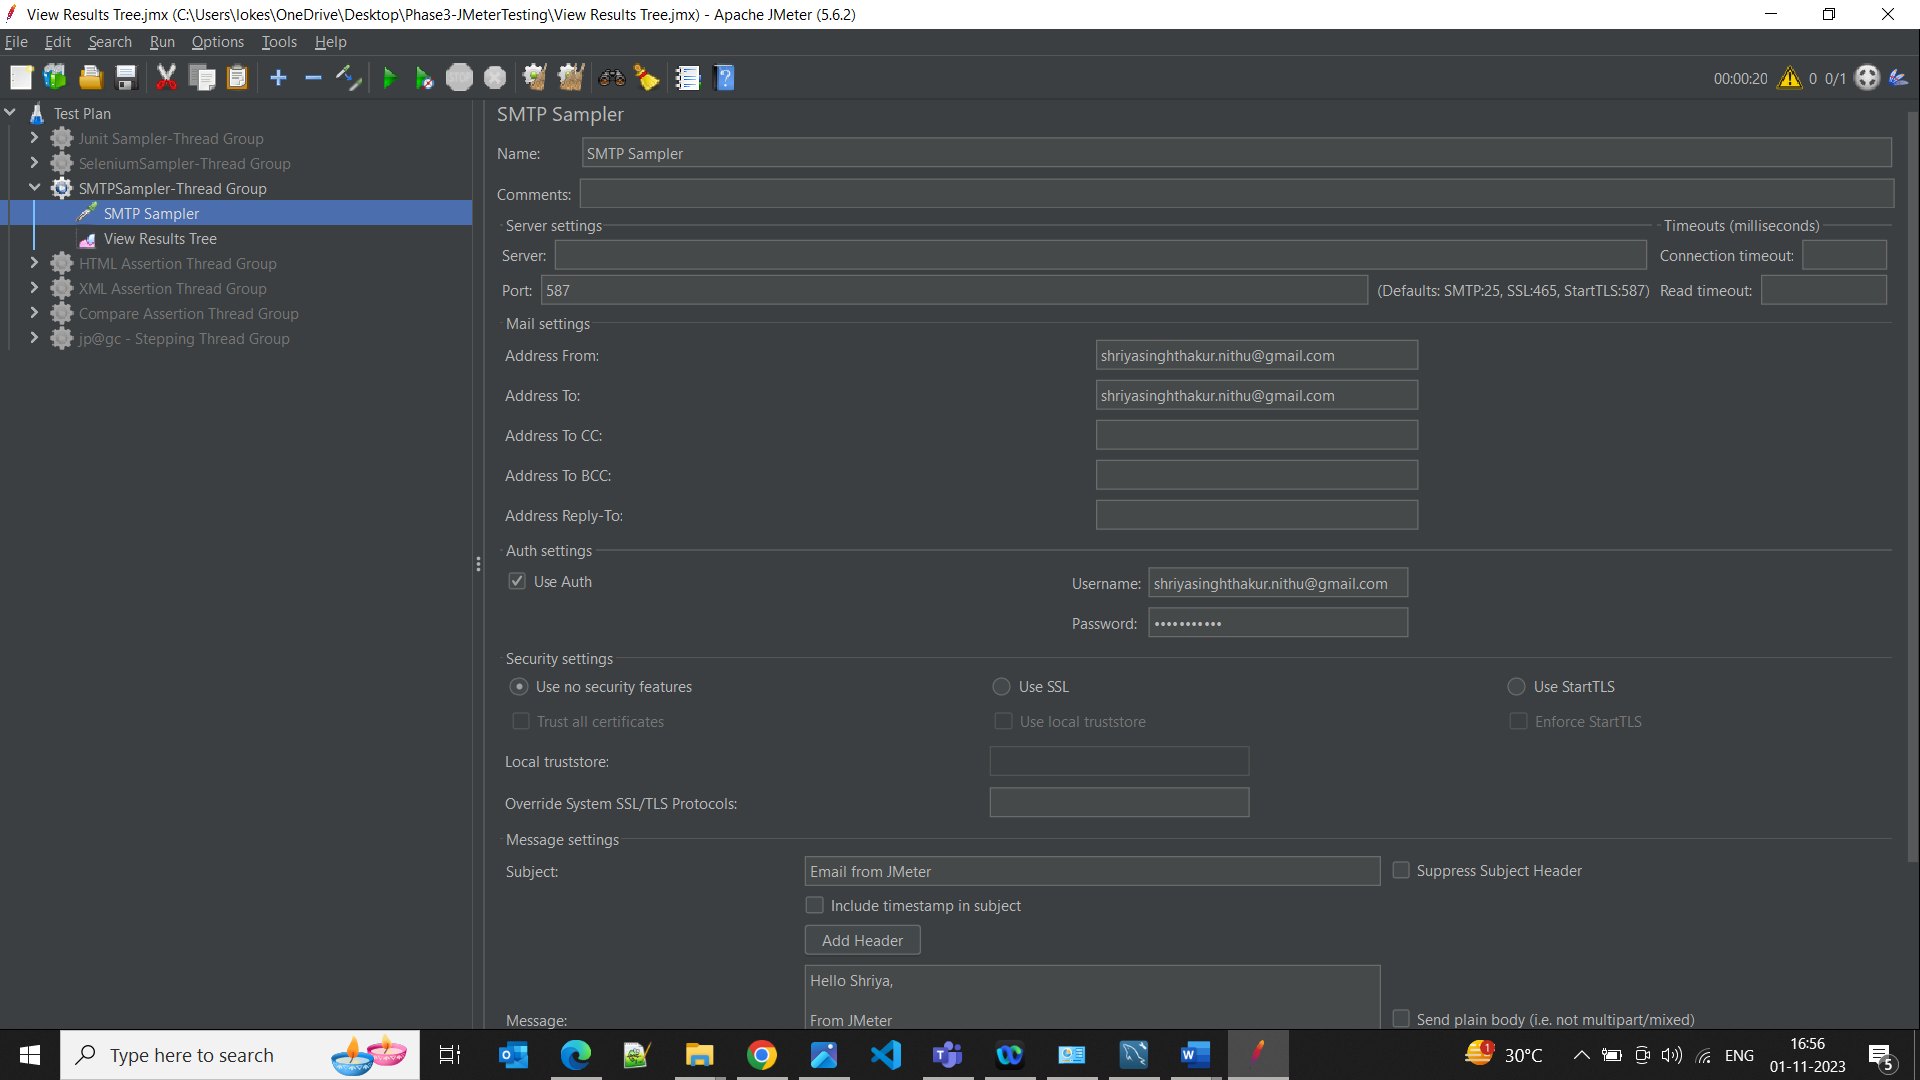 View Results Tree.jmx (C:\Users\lokes\OneDrive\Desktop\Phase3-JMeterTesting\View Results Tree.jmx) - Apache JMeter (5.6.2)
File Edit Search Run Options Tools Help
STOP 00:00:20 0 0/1
Test Plan
Junit Sampler-Thread Group
SeleniumSampler-Thread Group
SMTPSampler-Thread Group
SMTP Sampler
View Results Tree
HTML Assertion Thread Group
XML Assertion Thread Group
Compare Assertion Thread Group
jp@gc - Stepping Thread Group
SMTP Sampler
Name: SMTP Sampler
Comments:
Server settings Timeouts (milliseconds)
Server: Connection timeout:
Port: 587 (Defaults: SMTP:25, SSL:465, StartTLS:587) Read timeout:
Mail settings
Address From: shriyasinghthakur.nithu@gmail.com
Address To: shriyasinghthakur.nithu@gmail.com
Address To CC:
Address To BCC:
Address Reply-To:
Auth settings
Use Auth Username: shriyasinghthakur.nithu@gmail.com
Password: •••••••••••
Security settings
Use no security features Use SSL Use StartTLS
Trust all certificates Use local truststore Enforce StartTLS
Local truststore:
Override System SSL/TLS Protocols:
Message settings
Subject: Email from JMeter Suppress Subject Header
Include timestamp in subject
Add Header
Hello Shriya,
Message: From JMeter Send plain body (i.e. not multipart/mixed)
Type here to search 1 30°C ENG 16:56
01-11-2023 5